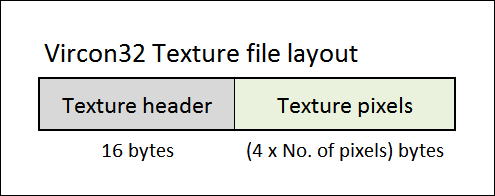 Vircon32 Texture file layout
Texture header Texture pixels
16 bytes (4 x No. of pixels) bytes